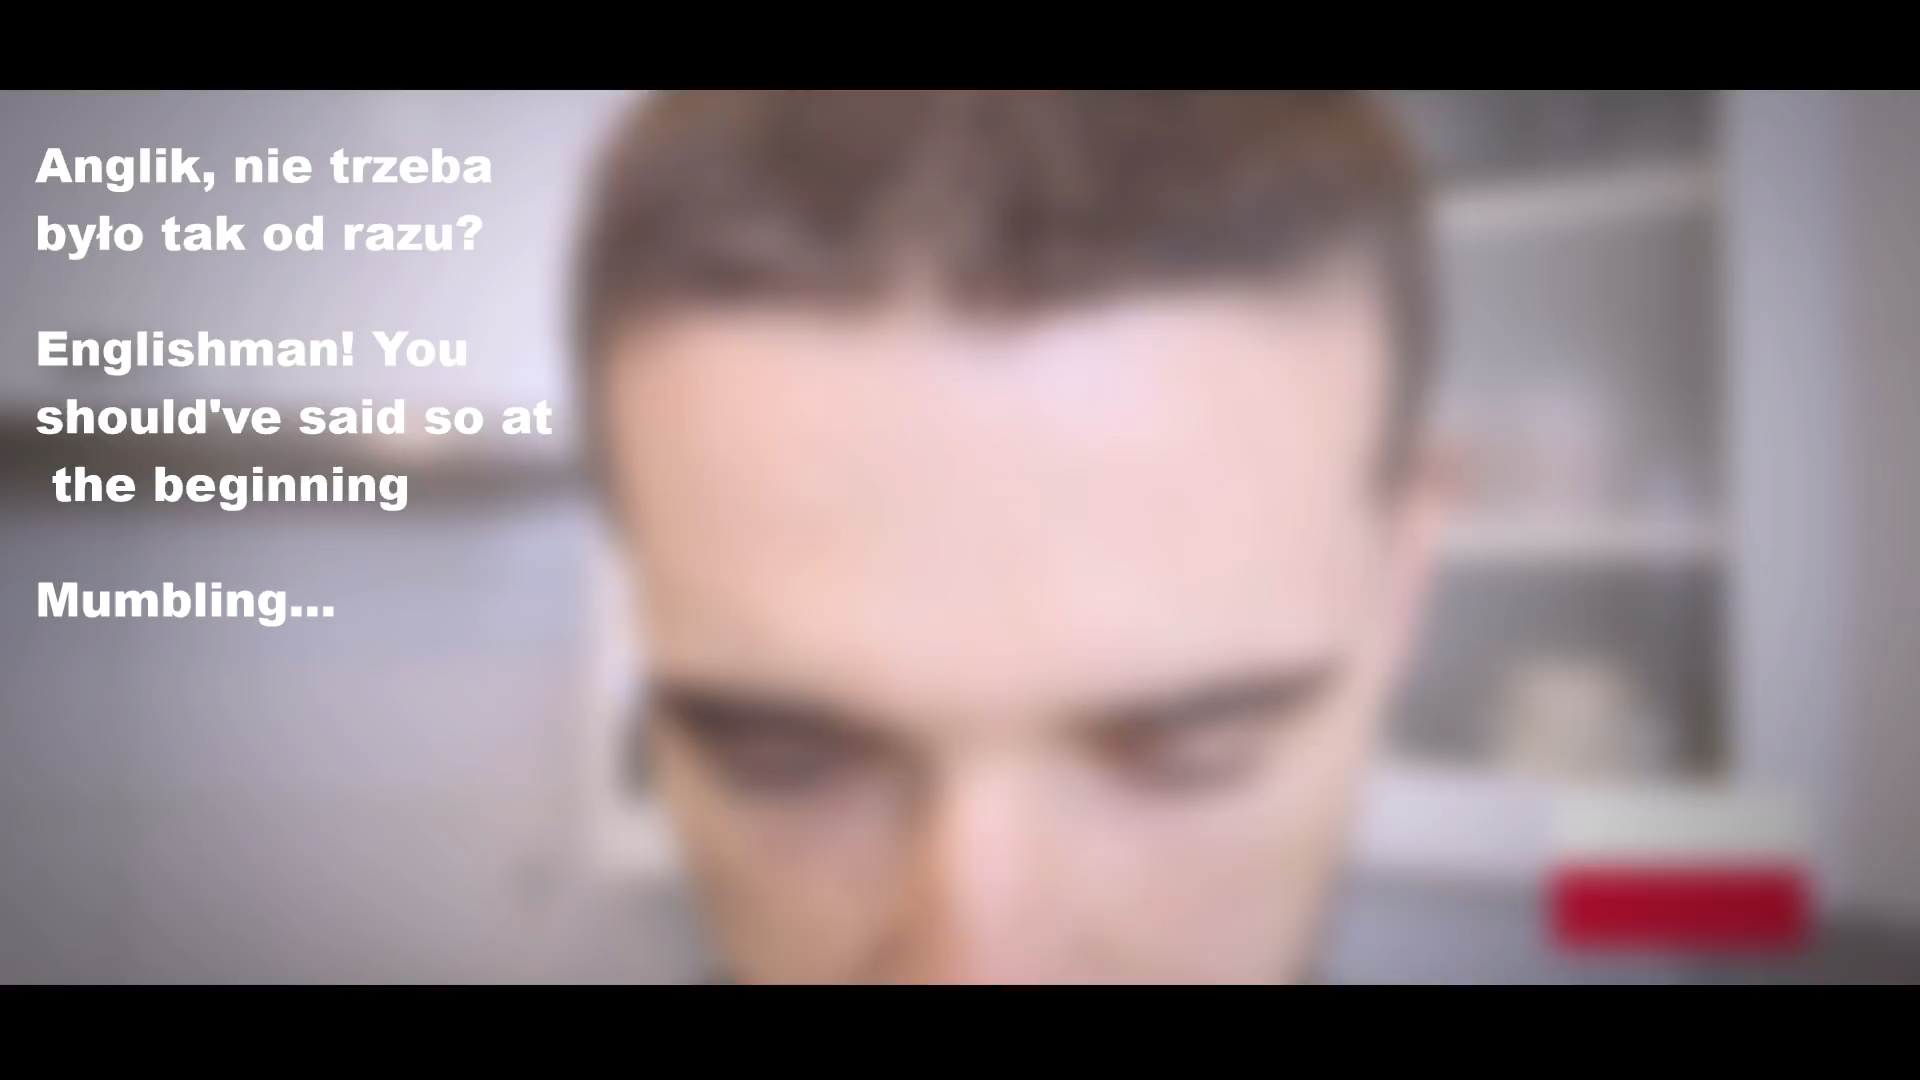 Anglik, nie trzeba
było tak od razu?
Englishman! You
should've said so at
the beginning
Mumbling...